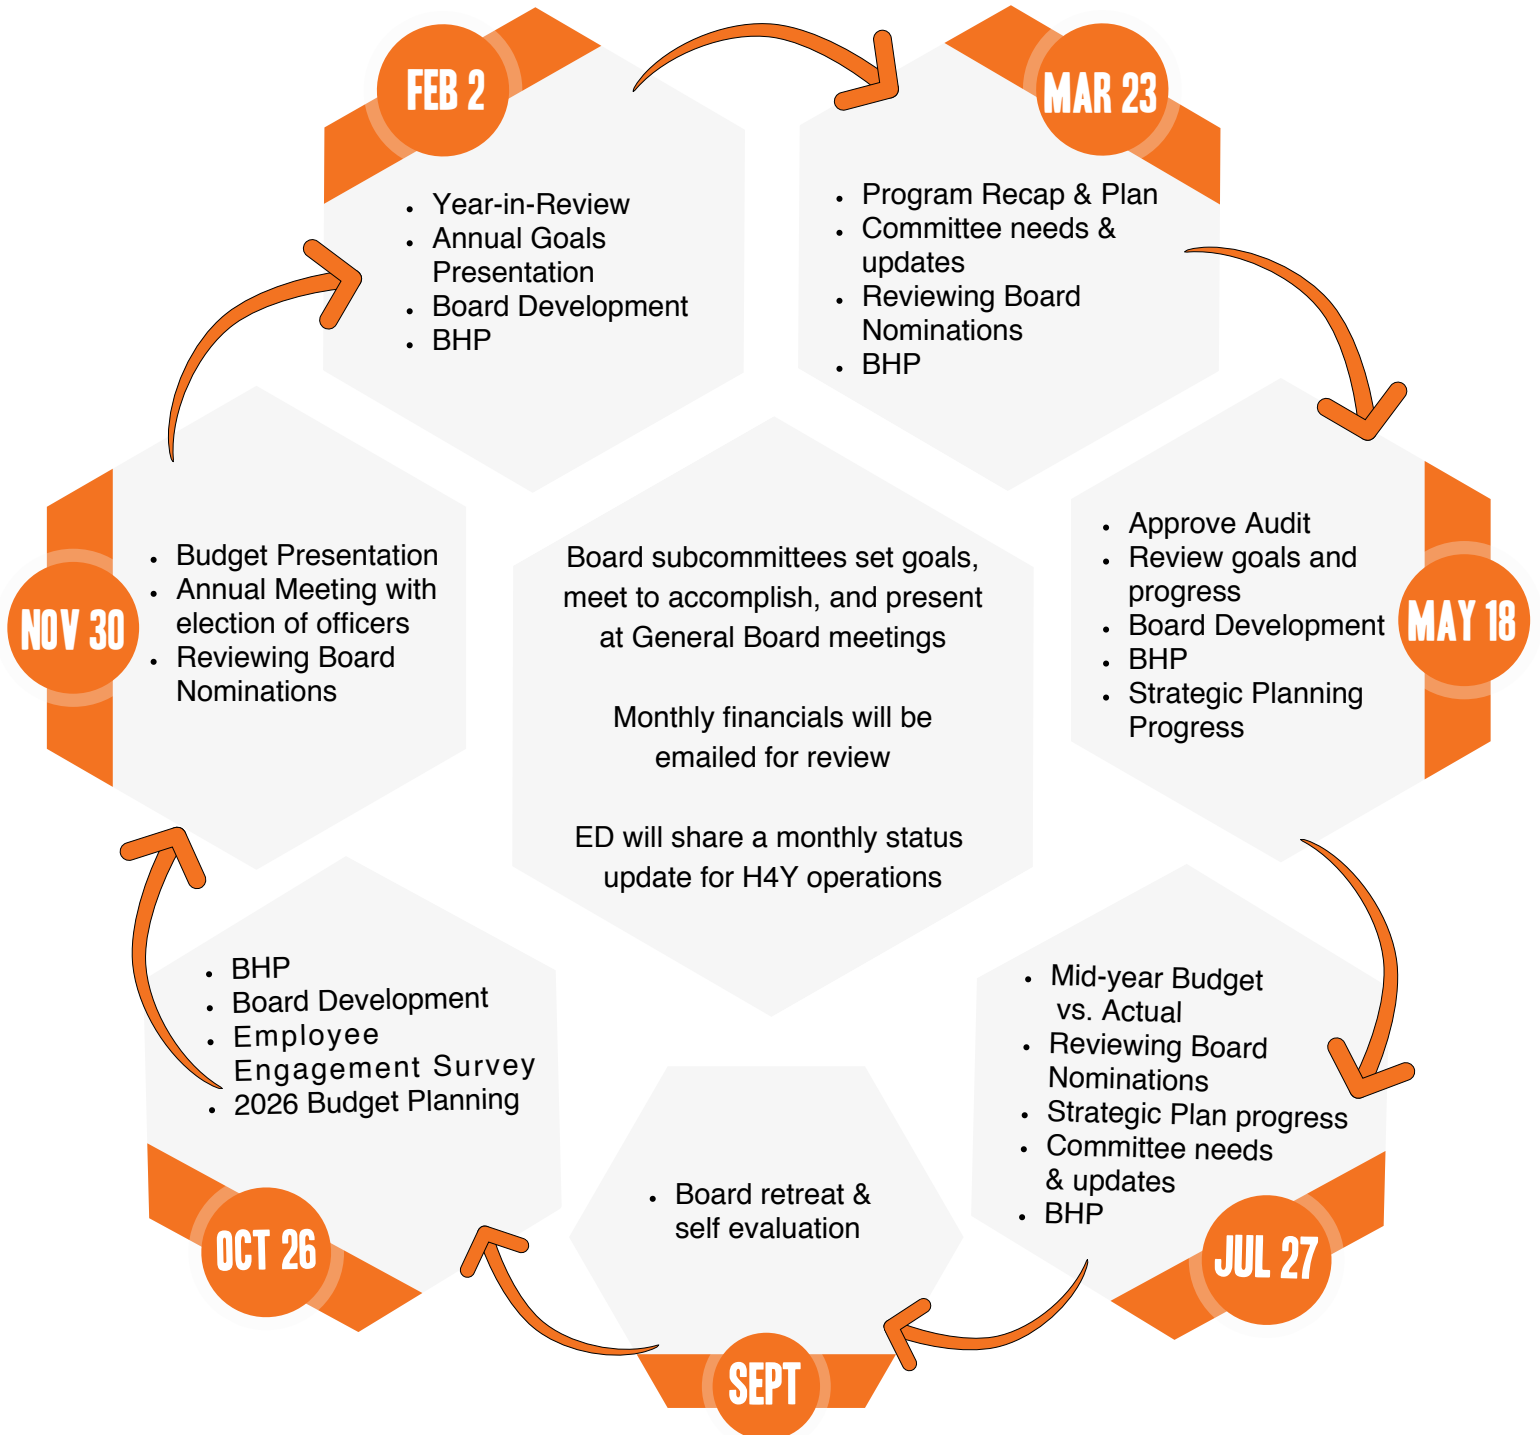 FEB 2
• Year-in-Review
• Annual Goals
Presentation
• Board Development
• BHP
MAR 23
• Program Recap & Plan
• Committee needs &
updates
• Reviewing Board
Nominations
• BHP
MAY 18
• Approve Audit
• Review goals and
progress
• Board Development
• BHP
• Strategic Planning
Progress
JUL 27
• Mid-year Budget
vs. Actual
• Reviewing Board
Nominations
• Strategic Plan progress
• Committee needs
& updates
• BHP
SEPT
• Board retreat &
self evaluation
OCT 26
• BHP
• Board Development
• Employee
Engagement Survey
• 2026 Budget Planning
NOV 30
• Budget Presentation
• Annual Meeting with
election of officers
• Reviewing Board
Nominations
Board subcommittees set goals,
meet to accomplish, and present
at General Board meetings
Monthly financials will be
emailed for review
ED will share a monthly status
update for H4Y operations